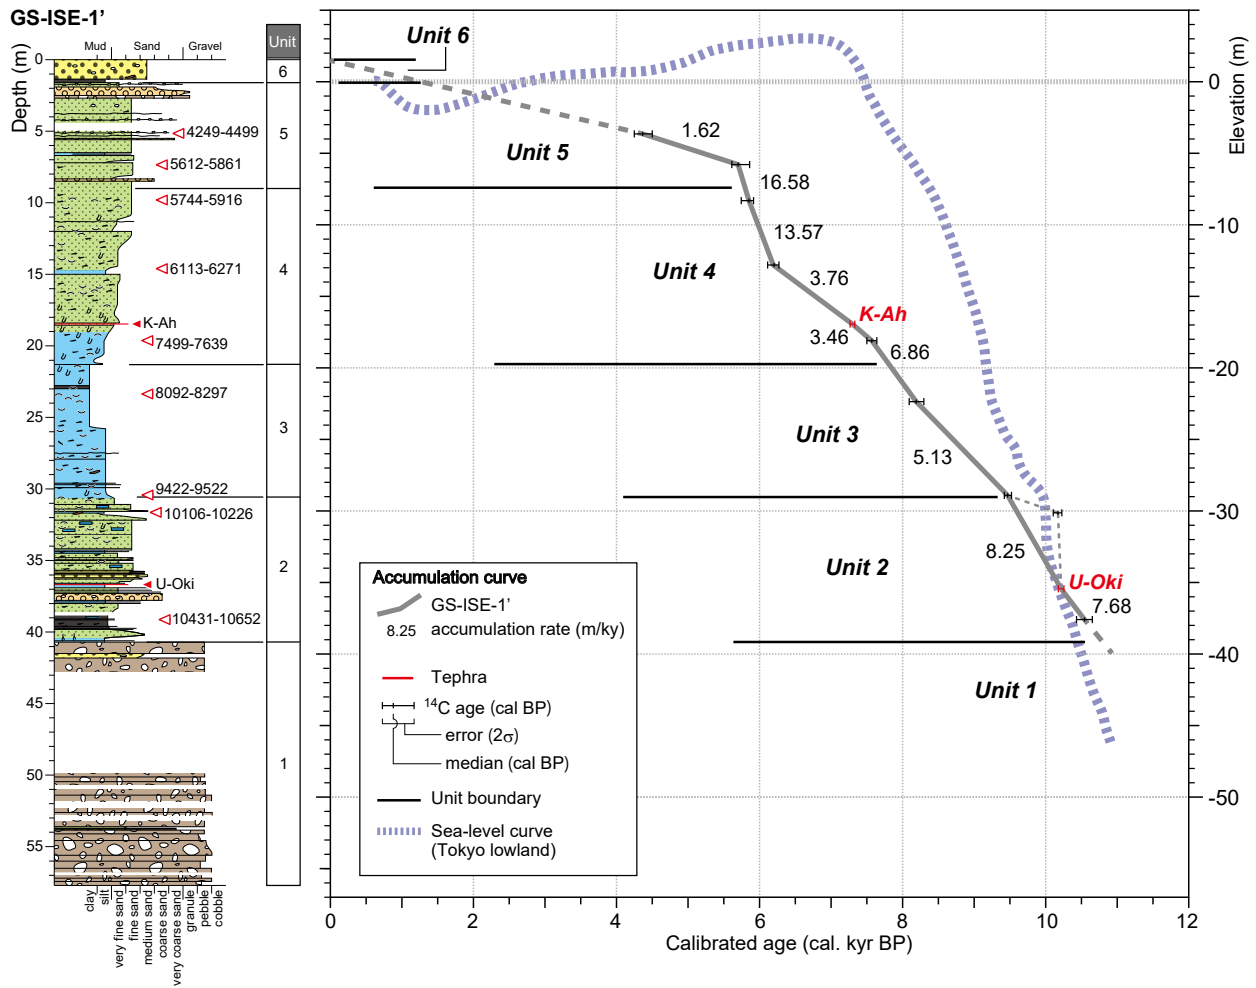 GS-ISE-1’
Mud Sand Gravel
Unit
Depth (m)
0
5
10
15
20
25
30
35
40
45
50
55
4249-4499
5612-5861
5744-5916
6113-6271
K-Ah
7499-7639
8092-8297
9422-9522
10106-10226
U-Oki
10431-10652
6
5
4
3
2
1
clay
silt
very fine sand
fine sand
medium sand
coarse sand
very coarse sand
granule
pebble
cobble
Unit 6
1.62
Unit 5
16.58
13.57
Unit 4
3.76
K-Ah
3.46
6.86
Unit 3
5.13
8.25
Unit 2
U-Oki
7.68
Unit 1
Accumulation curve
GS-ISE-1’
8.25 accumulation rate (m/ky)
Tephra
14C age (cal BP)
error (2σ)
median (cal BP)
Unit boundary
Sea-level curve
(Tokyo lowland)
0
-10
-20
-30
-40
-50
Elevation (m)
0 2 4 6 8 10 12
Calibrated age (cal. kyr BP)